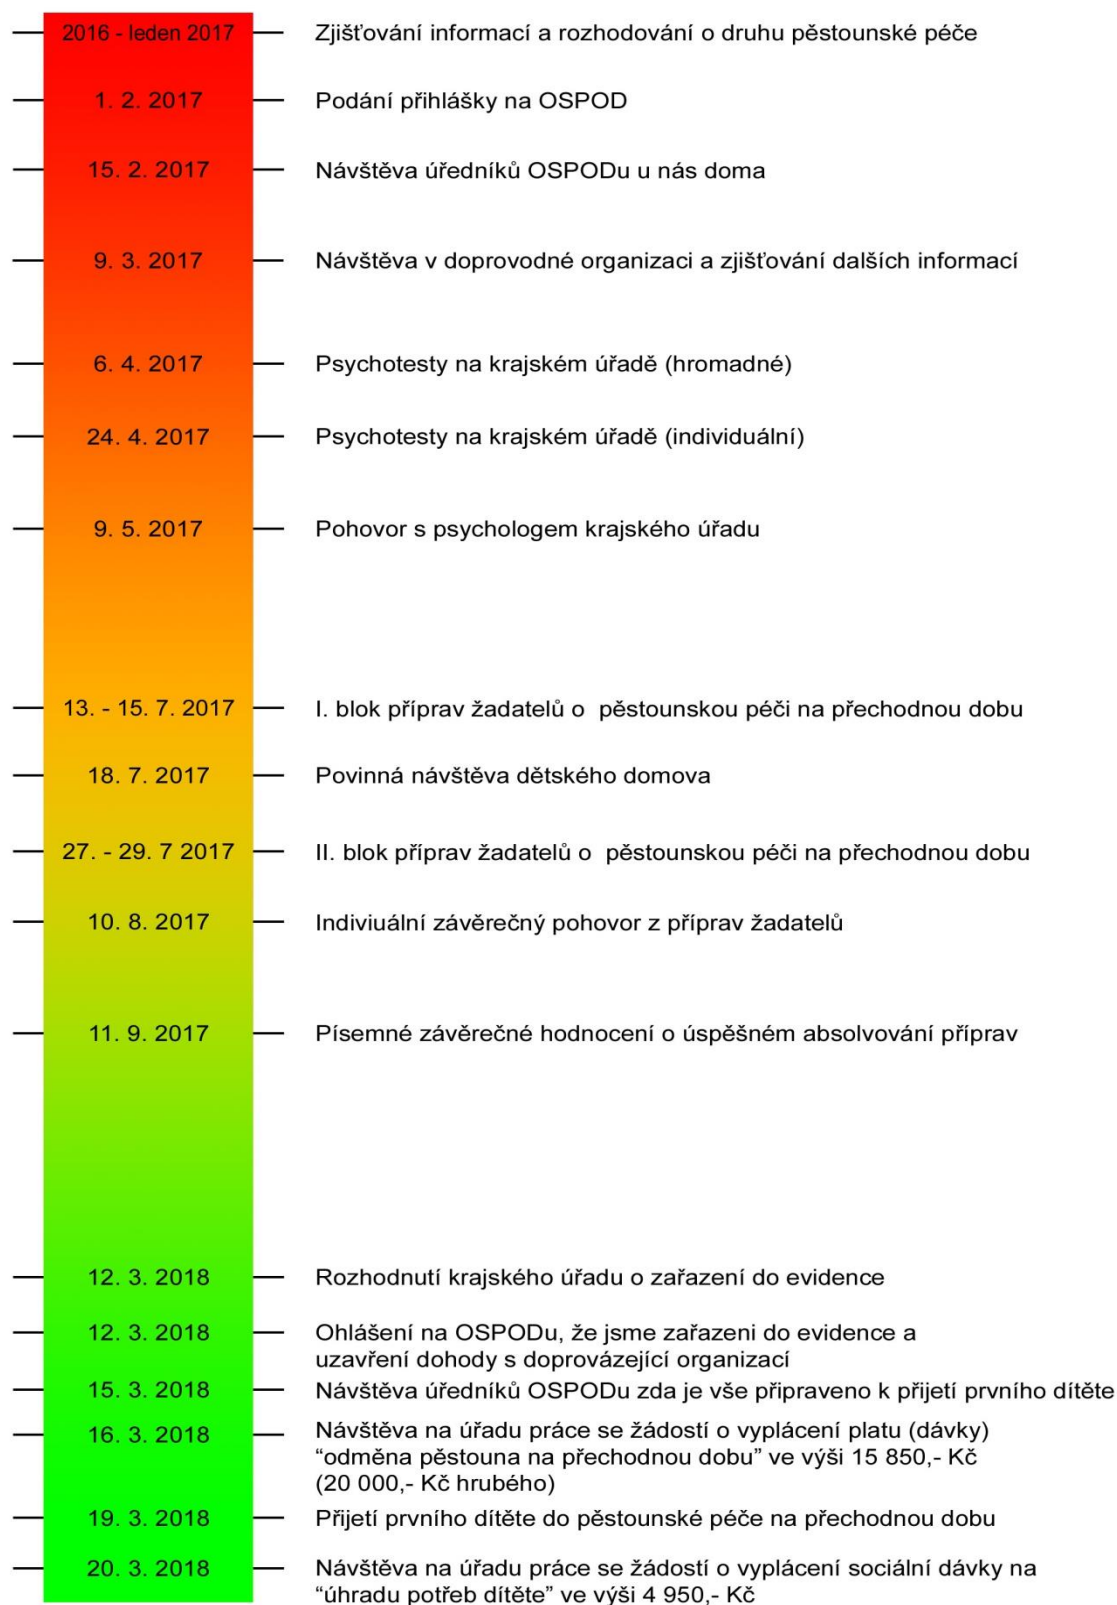 2016 - leden 2017 Zjišťování informací a rozhodování o druhu pěstounské péče
1. 2. 2017 Podání přihlášky na OSPOD
15. 2. 2017 Návštěva úředníků OSPODu u nás doma
9. 3. 2017 Návštěva v doprovodné organizaci a zjišťování dalších informací
6. 4. 2017 Psychotesty na krajském úřadě (hromadné)
24. 4. 2017 Psychotesty na krajském úřadě (individuální)
9. 5. 2017 Pohovor s psychologem krajského úřadu
13. - 15. 7. 2017 I. blok příprav žadatelů o pěstounskou péči na přechodnou dobu
18. 7. 2017 Povinná návštěva dětského domova
27. - 29. 7 2017 II. blok příprav žadatelů o pěstounskou péči na přechodnou dobu
10. 8. 2017 Indiviuální závěrečný pohovor z příprav žadatelů
11. 9. 2017 Písemné závěrečné hodnocení o úspěšném absolvování příprav
12. 3. 2018 Rozhodnutí krajského úřadu o zařazení do evidence
12. 3. 2018 Ohlášení na OSPODu, že jsme zařazeni do evidence a
uzavření dohody s doprovázející organizací
15. 3. 2018 Návštěva úředníků OSPODu zda je vše připraveno k přijetí prvního dítěte
16. 3. 2018 Návštěva na úřadu práce se žádostí o vyplácení platu (dávky)
“odměna pěstouna na přechodnou dobu” ve výši 15 850,- Kč
(20 000,- Kč hrubého)
19. 3. 2018 Přijetí prvního dítěte do pěstounské péče na přechodnou dobu
20. 3. 2018 Návštěva na úřadu práce se žádostí o vyplácení sociální dávky na
“úhradu potřeb dítěte” ve výši 4 950,- Kč